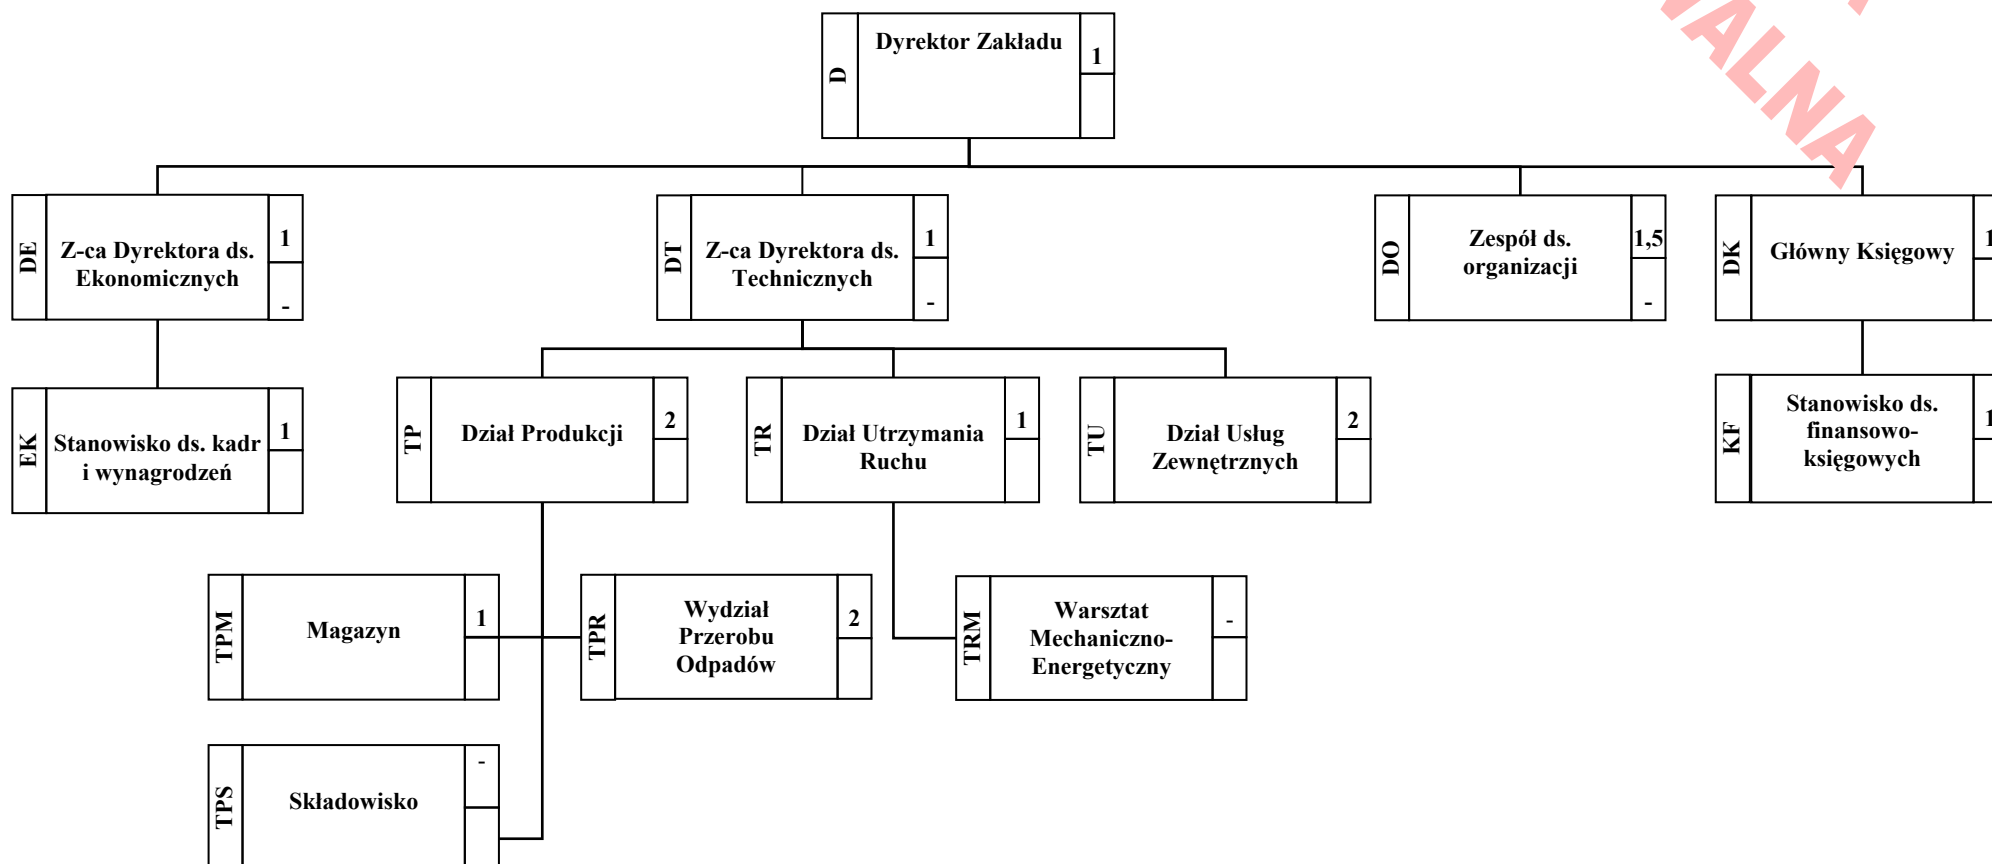 D
Dyrektor Zakładu
1
DE
Z-ca Dyrektora ds.
Ekonomicznych
1
-
DT
Z-ca Dyrektora ds.
Technicznych
1
-
DO
Zespół ds.
organizacji
1,5
-
DK
Główny Księgowy
1
EK
Stanowisko ds. kadr
i wynagrodzeń
1
TP
Dział Produkcji
2
TR
Dział Utrzymania
Ruchu
1
TU
Dział Usług
Zewnętrznych
2
KF
Stanowisko ds.
finansowo-
księgowych
1
TPM
Magazyn
1
TPR
Wydział
Przerobu
Odpadów
2
TRM
Warsztat
Mechaniczno-
Energetyczny
-
TPS
Składowisko
-